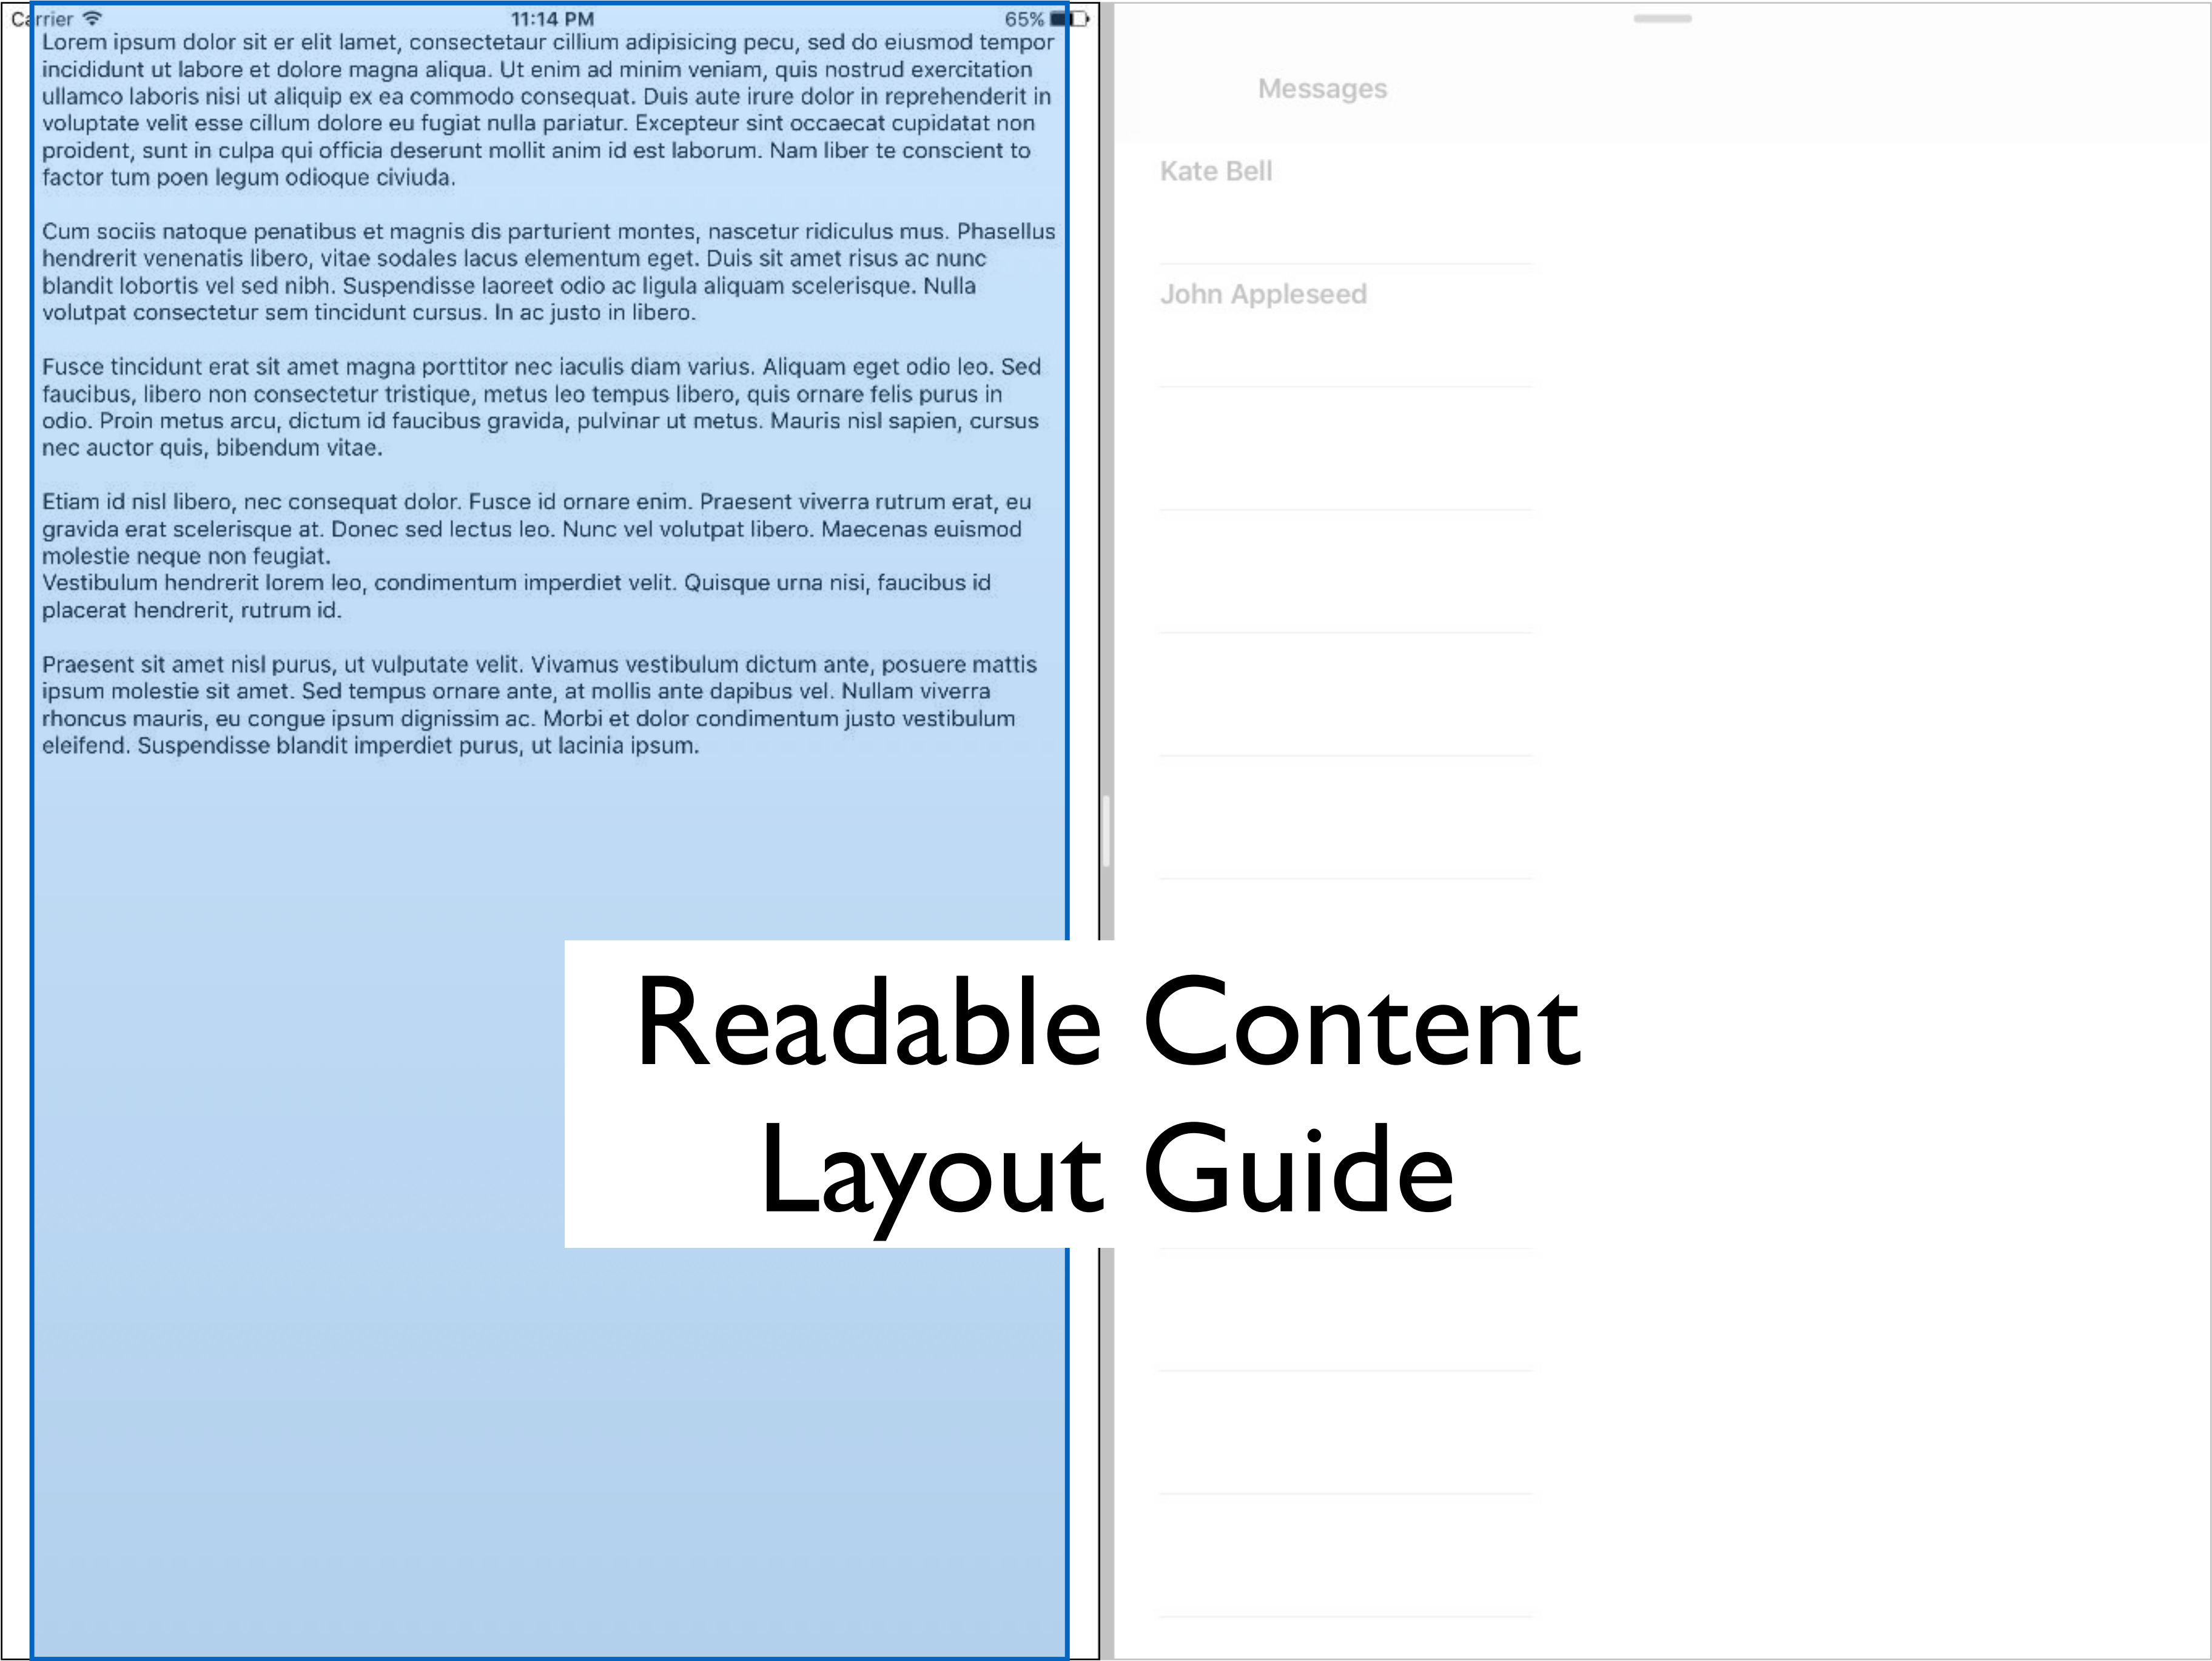 Carrier 11:14 PM 65%
Lorem ipsum dolor sit er elit lamet, consectetaur cillium adipisicing pecu, sed do eiusmod tempor
incididunt ut labore et dolore magna aliqua. Ut enim ad minim veniam, quis nostrud exercitation
ullamco laboris nisi ut aliquip ex ea commodo consequat. Duis aute irure dolor in reprehenderit in
voluptate velit esse cillum dolore eu fugiat nulla pariatur. Excepteur sint occaecat cupidatat non
proident, sunt in culpa qui officia deserunt mollit anim id est laborum. Nam liber te conscient to
factor tum poen legum odioque civiuda.
Cum sociis natoque penatibus et magnis dis parturient montes, nascetur ridiculus mus. Phasellus
hendrerit venenatis libero, vitae sodales lacus elementum eget. Duis sit amet risus ac nunc
blandit lobortis vel sed nibh. Suspendisse laoreet odio ac ligula aliquam scelerisque. Nulla
volutpat consectetur sem tincidunt cursus. In ac justo in libero.
Fusce tincidunt erat sit amet magna porttitor nec iaculis diam varius. Aliquam eget odio leo. Sed
faucibus, libero non consectetur tristique, metus leo tempus libero, quis ornare felis purus in
odio. Proin metus arcu, dictum id faucibus gravida, pulvinar ut metus. Mauris nisl sapien, cursus
nec auctor quis, bibendum vitae.
Etiam id nisl libero, nec consequat dolor. Fusce id ornare enim. Praesent viverra rutrum erat, eu
gravida erat scelerisque at. Donec sed lectus leo. Nunc vel volutpat libero. Maecenas euismod
molestie neque non feugiat.
Vestibulum hendrerit lorem leo, condimentum imperdiet velit. Quisque urna nisi, faucibus id
placerat hendrerit, rutrum id.
Praesent sit amet nisl purus, ut vulputate velit. Vivamus vestibulum dictum ante, posuere mattis
ipsum molestie sit amet. Sed tempus ornare ante, at mollis ante dapibus vel. Nullam viverra
rhoncus mauris, eu congue ipsum dignissim ac. Morbi et dolor condimentum justo vestibulum
eleifend. Suspendisse blandit imperdiet purus, ut lacinia ipsum.
Messages
Kate Bell
John Appleseed
Readable Content
Layout Guide